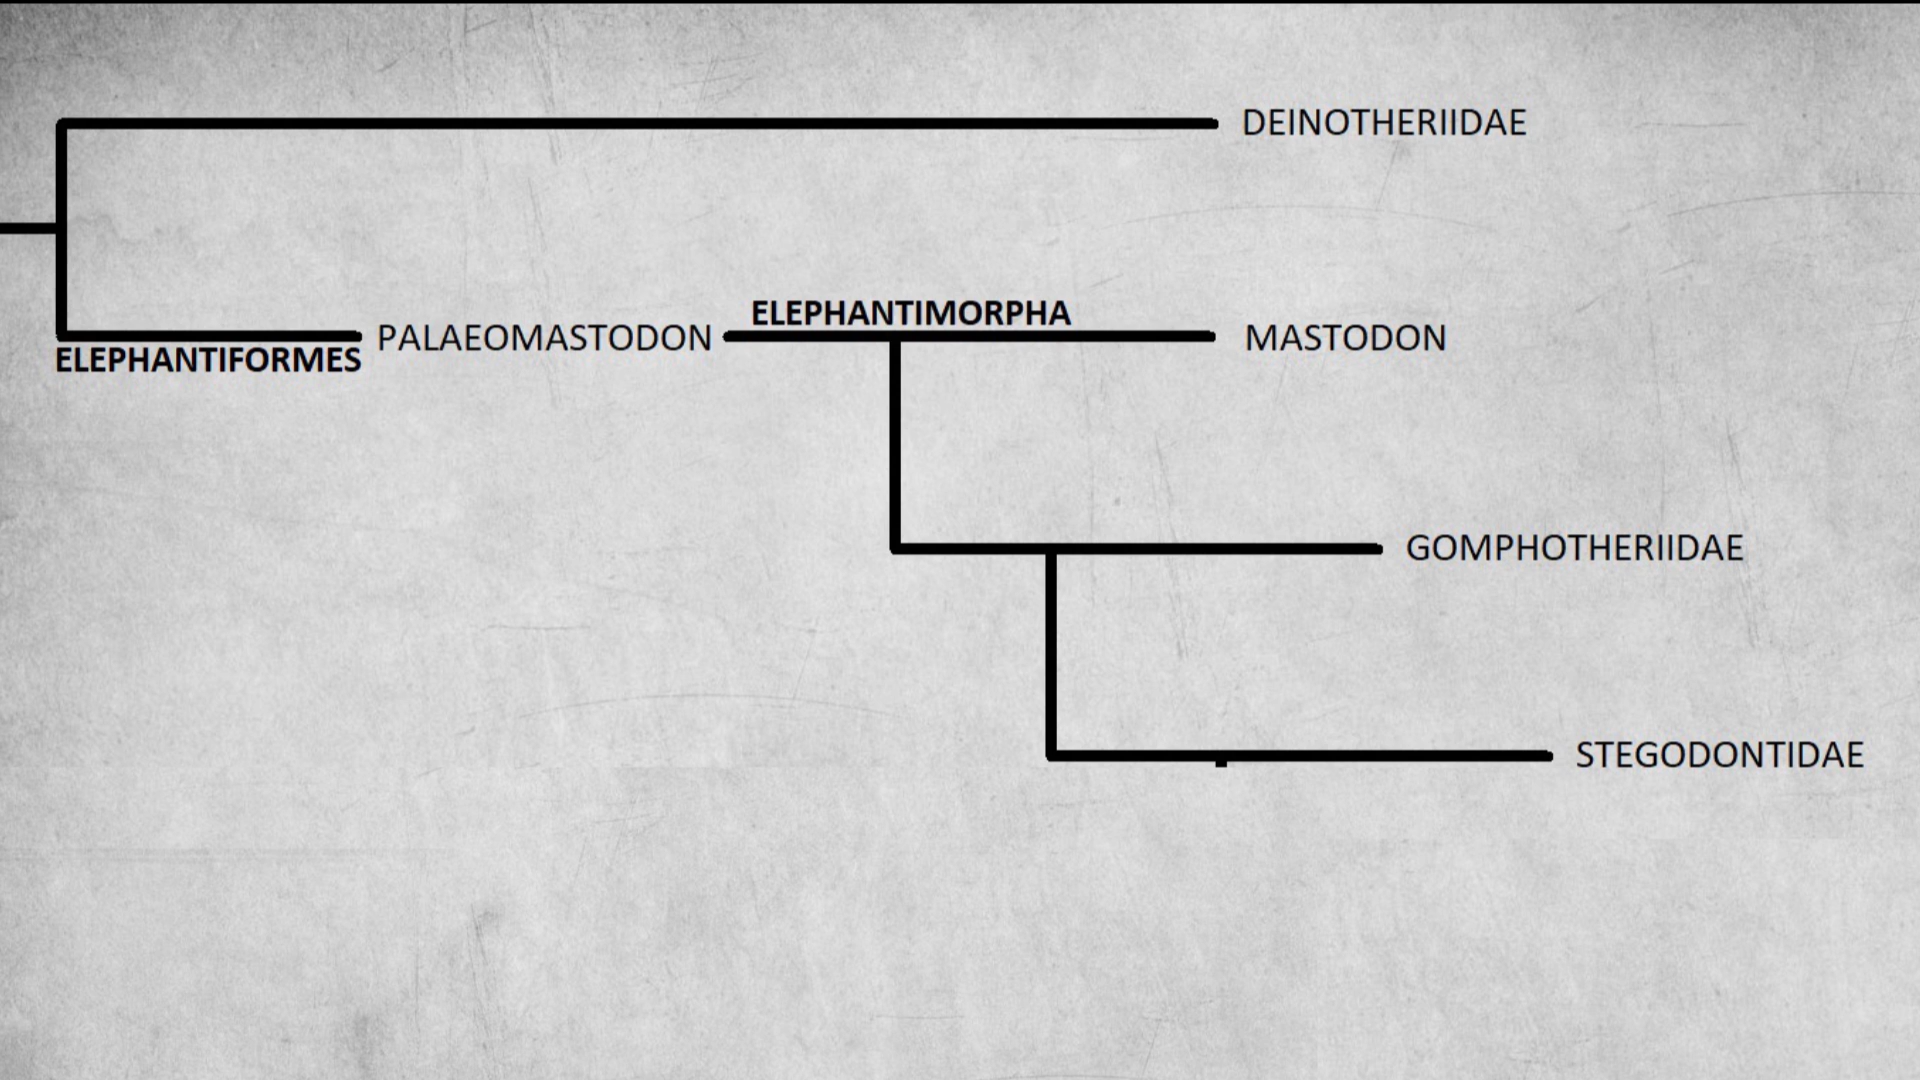 DEINOTHERIIDAE
ELEPHANTIMORPHA
PALAEOMASTODON
MASTODON
ELEPHANTIFORMES
GOMPHOTHERIIDAE
STEGODONTIDAE